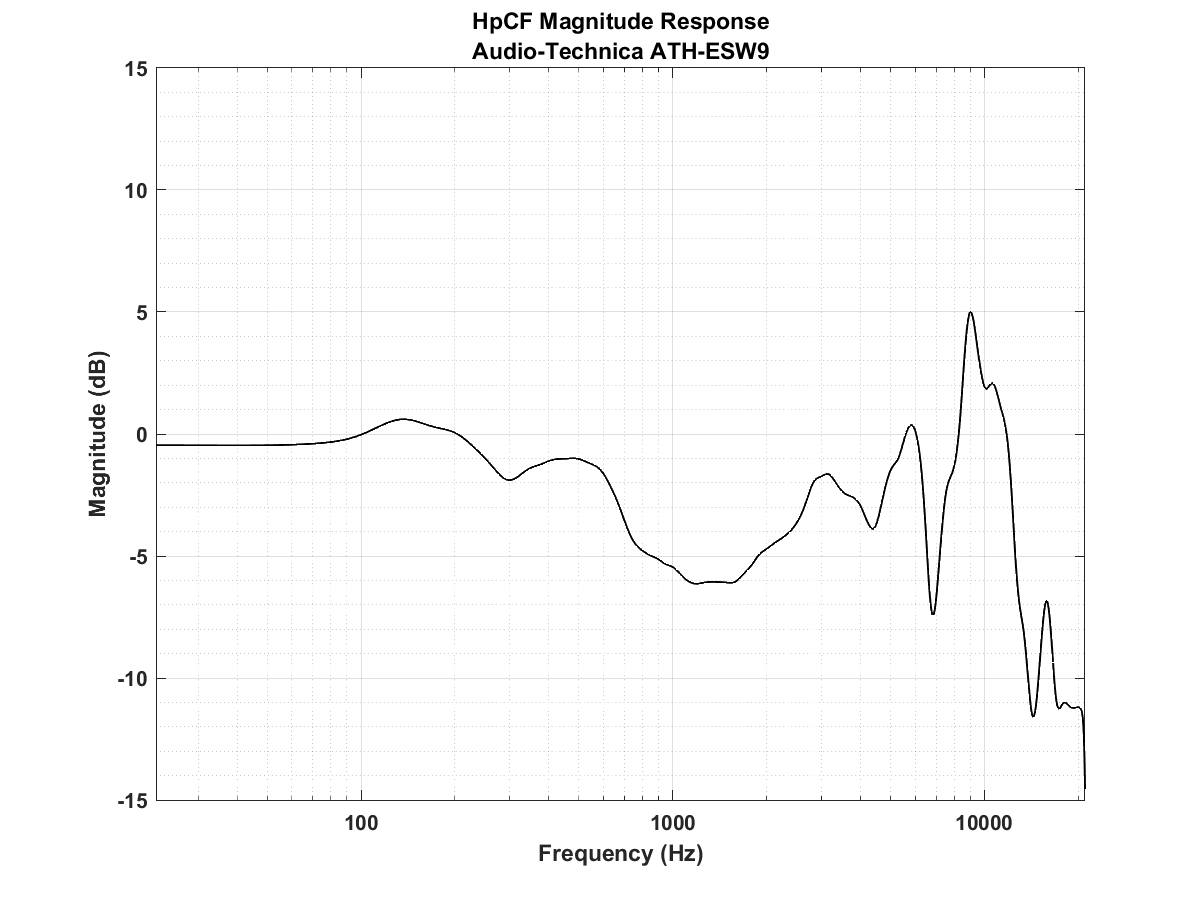 HpCF Magnitude Response
Audio-Technica ATH-ESW9
15
10
5
0
-5
-10
-15
Magnitude (dB)
100
1000
10000
Frequency (Hz)